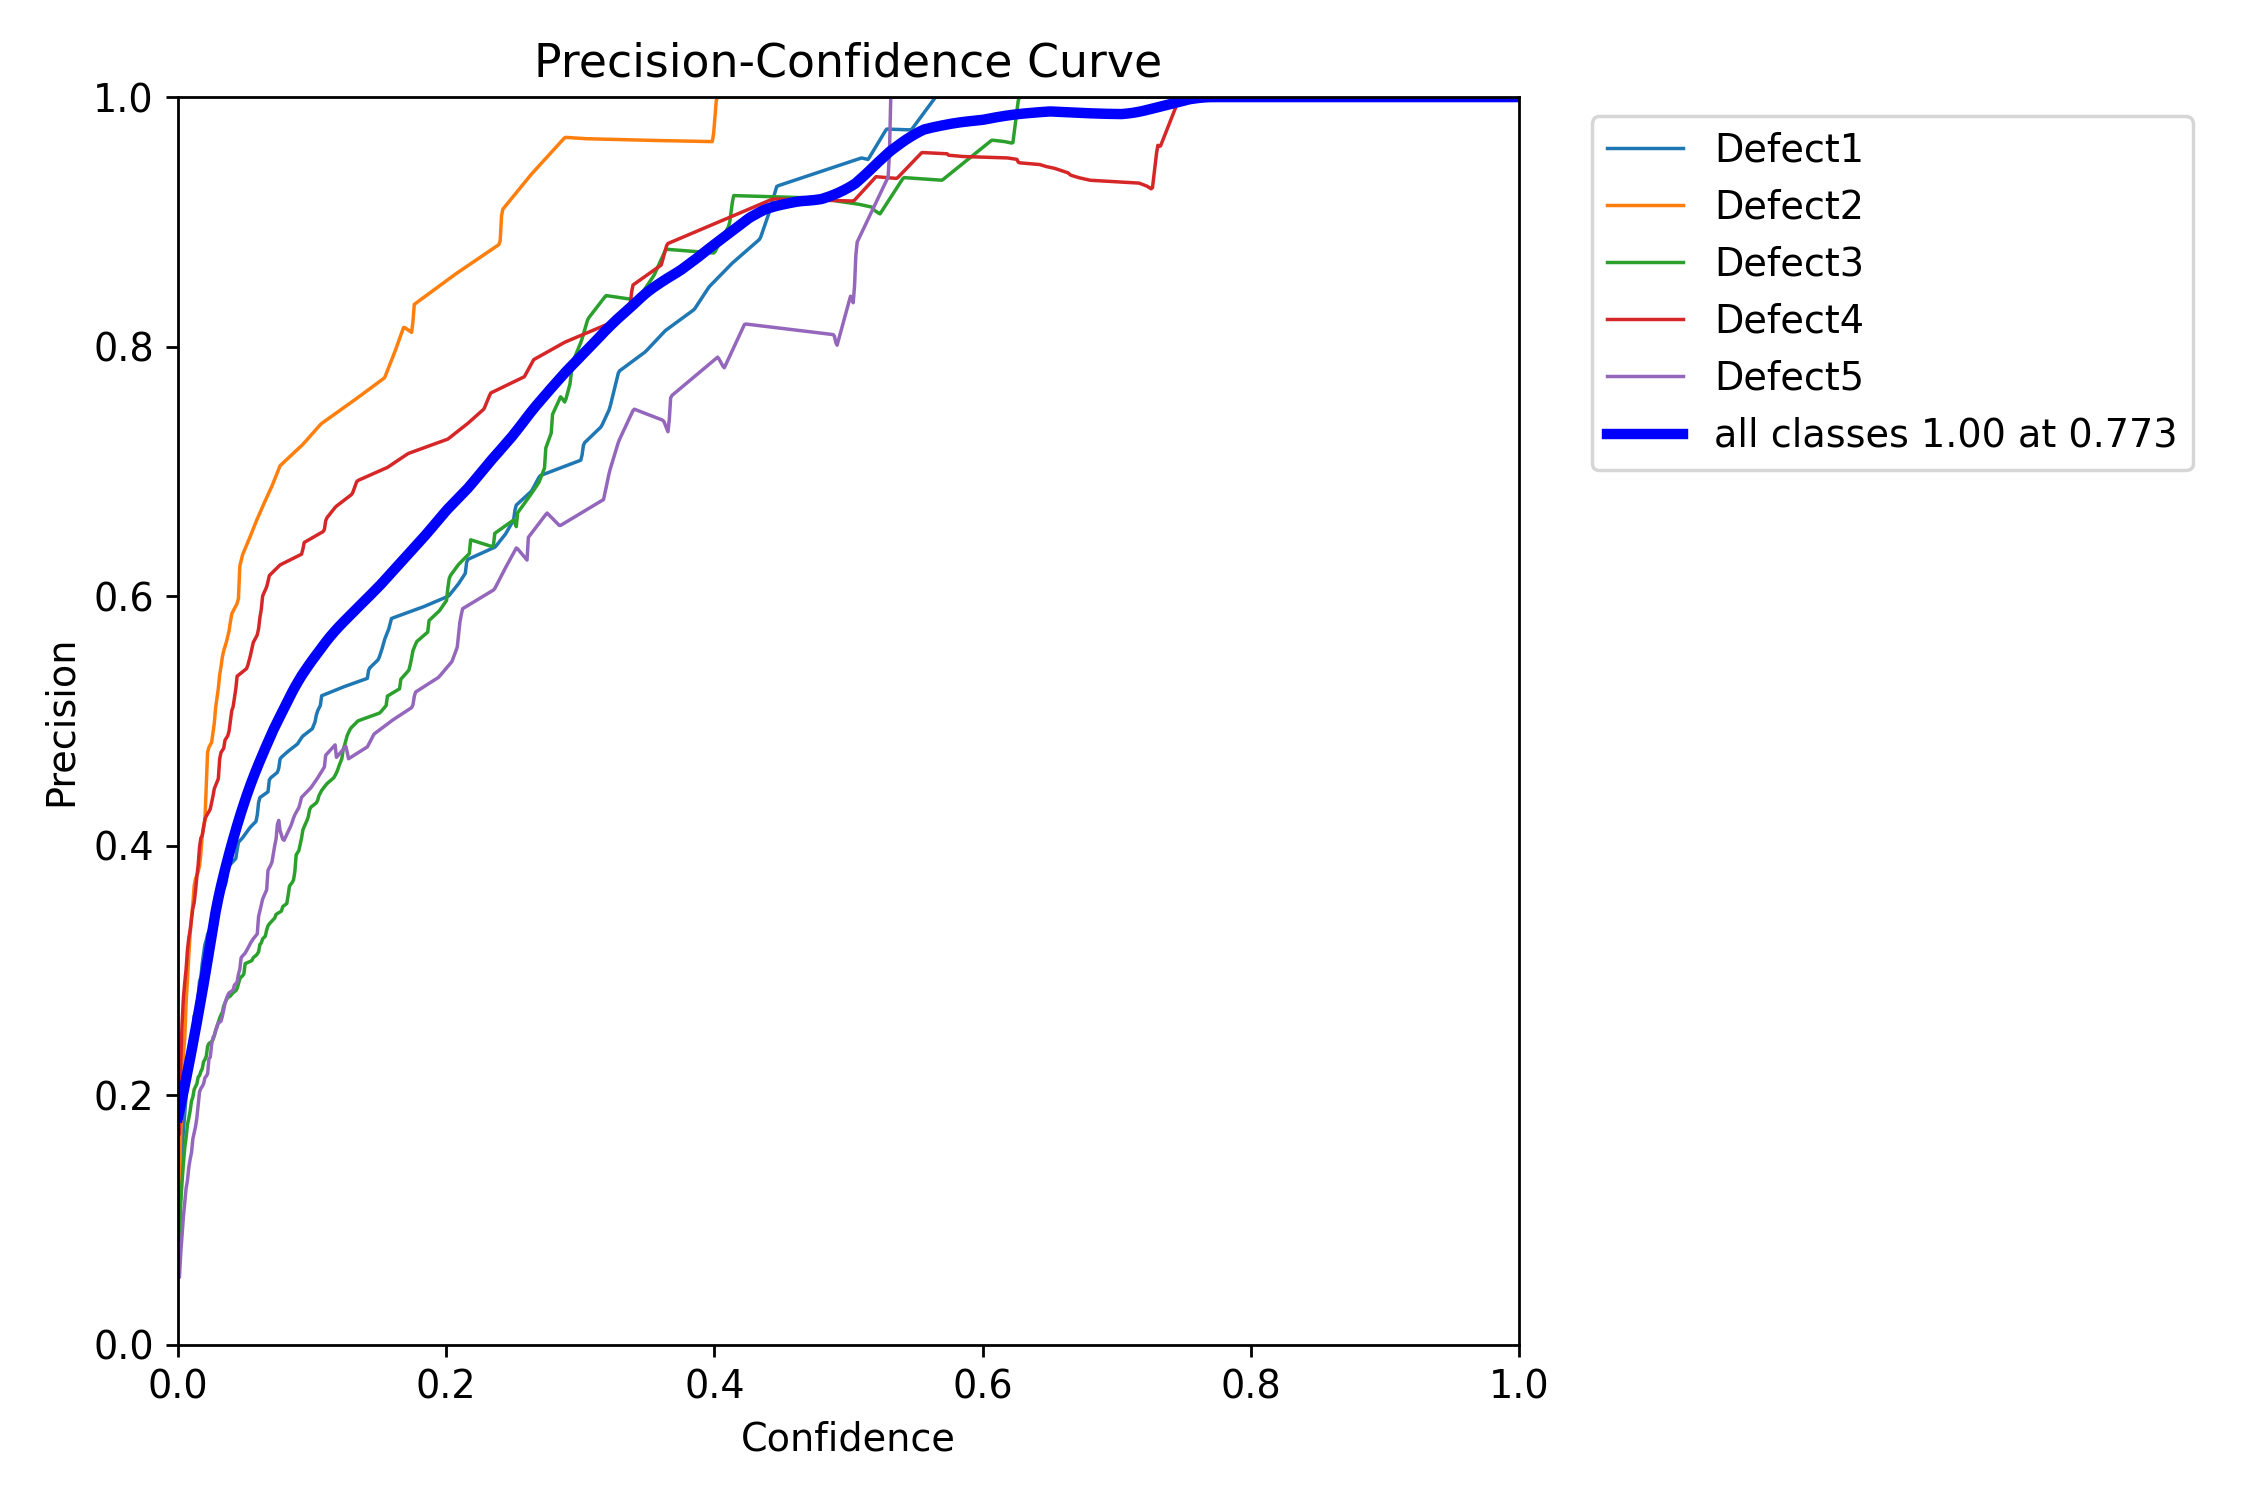 Precision-Confidence Curve
1.0
0.8
0.6
0.4
0.2
0.0
Precision
0.0 0.2 0.4 0.6 0.8 1.0
Confidence
Defect1
Defect2
Defect3
Defect4
Defect5
all classes 1.00 at 0.773